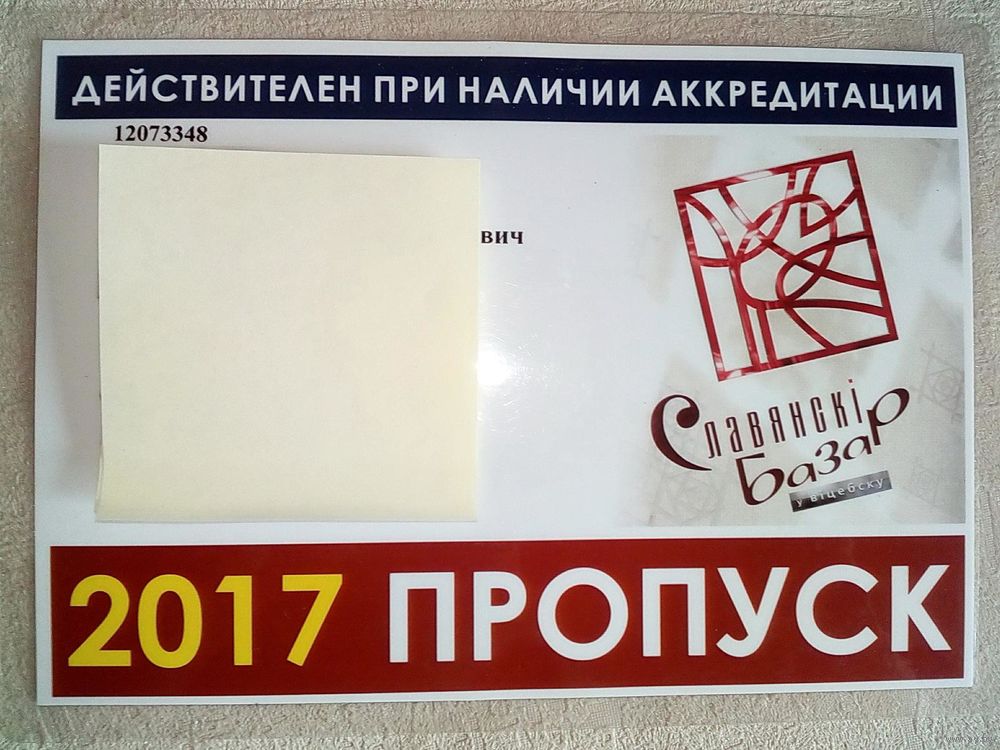 ДЕЙСТВИТЕЛЕН ПРИ НАЛИЧИИ АККРЕДИТАЦИИ
12073348
вич
Славянскі
Базар
у віцебску
2017 ПРОПУСК